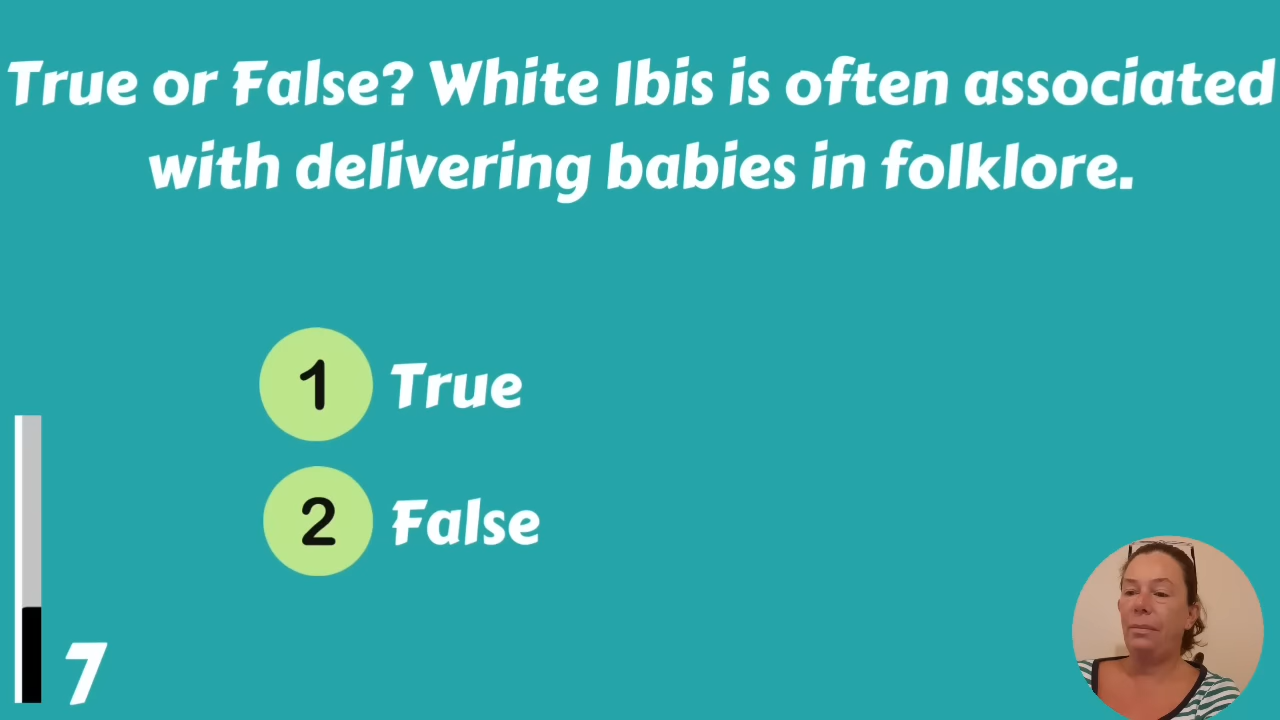 True or False? White Ibis is often associated
with delivering babies in folklore.
1 True
2 False
7